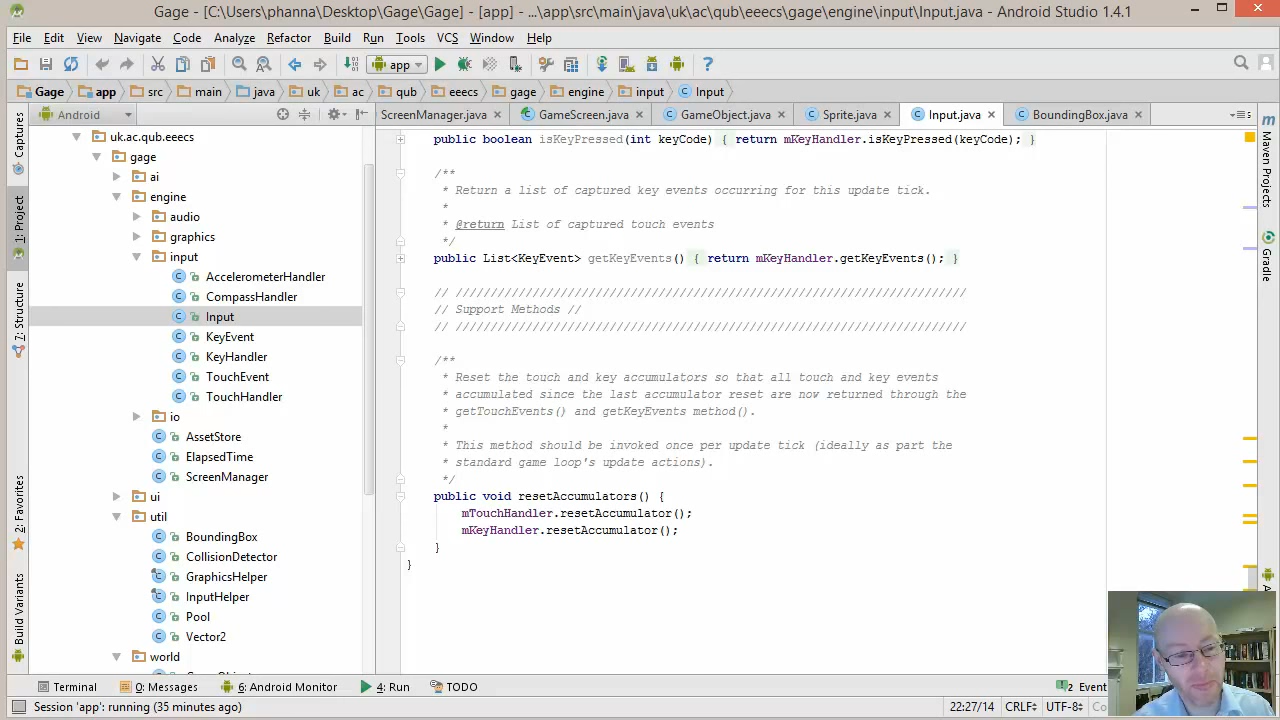 Gage - [C:\Users\phanna\Desktop\Gage\Gage] - [app] - ...\app\src\main\java\uk\ac\qub\eeecs\gage\engine\input\Input.java - Android Studio 1.4.1
File Edit View Navigate Code Analyze Refactor Build Run Tools VCS Window Help
app
Gage app src main java uk ac qub eeecs gage engine input Input
Android
ScreenManager.java GameScreen.java GameObject.java Sprite.java Input.java BoundingBox.java
Captures
1: Project
7: Structure
2: Favorites
Build Variants
uk.ac.qub.eeecs
gage
ai
engine
audio
graphics
input
AccelerometerHandler
CompassHandler
Input
KeyEvent
KeyHandler
TouchEvent
TouchHandler
io
AssetStore
ElapsedTime
ScreenManager
ui
util
BoundingBox
CollisionDetector
GraphicsHelper
InputHelper
Pool
Vector2
world
public boolean isKeyPressed(int keyCode) { return mKeyHandler.isKeyPressed(keyCode); }
/**
* Return a list of captured key events occurring for this update tick.
*
* @return List of captured touch events
*/
public List<KeyEvent> getKeyEvents() { return mKeyHandler.getKeyEvents(); }
// /////////////////////////////////////////////////////////////////////////
// Support Methods //
// /////////////////////////////////////////////////////////////////////////
/**
* Reset the touch and key accumulators so that all touch and key events
* accumulated since the last accumulator reset are now returned through the
* getTouchEvents() and getKeyEvents method().
*
* This method should be invoked once per update tick (ideally as part the
* standard game loop's update actions).
*/
public void resetAccumulators() {
mTouchHandler.resetAccumulator();
mKeyHandler.resetAccumulator();
}
}
Maven Projects
Gradle
Terminal 0: Messages 6: Android Monitor 4: Run TODO 2 Event
Session 'app': running (35 minutes ago) 22:27/14 CRLF UTF-8